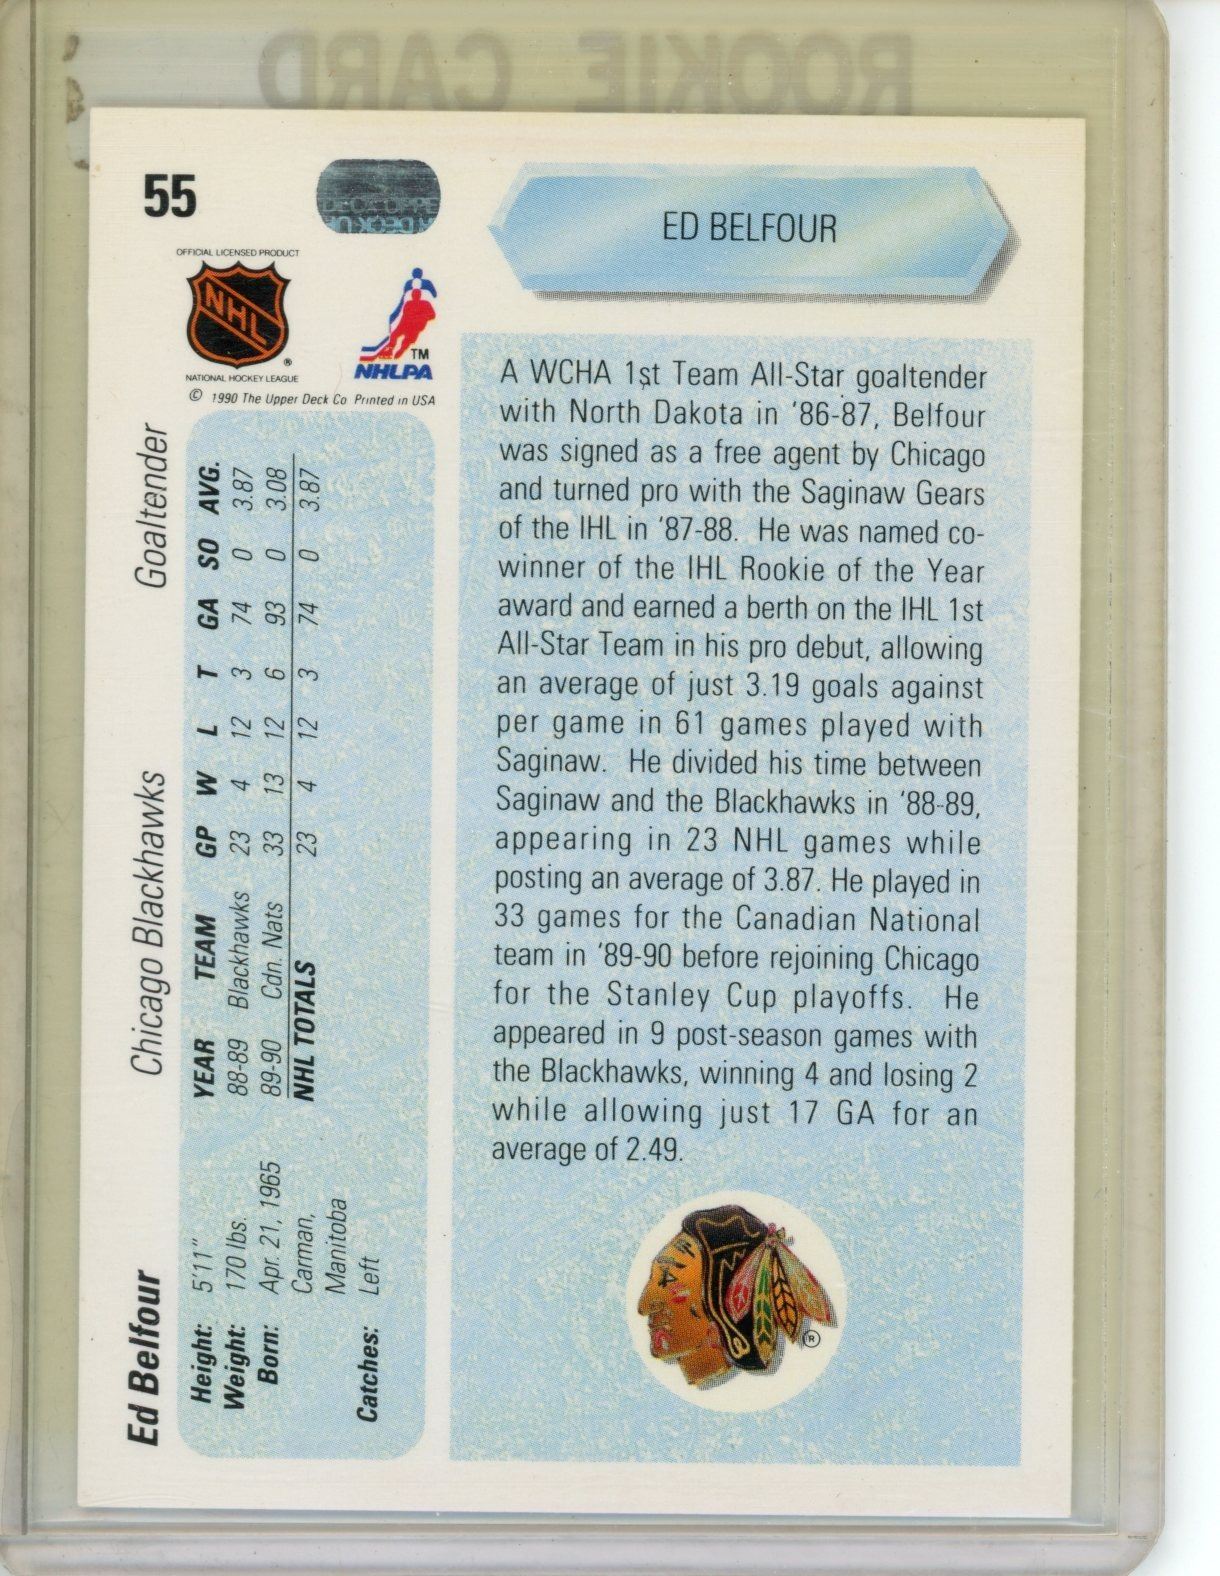 ROOKIE CARD
55
OFFICIAL LICENSED PRODUCT
NHL
®
NATIONAL HOCKEY LEAGUE
TM
NHLPA
© 1990 The Upper Deck Co Printed in USA
ED BELFOUR
A WCHA 1st Team All-Star goaltender
with North Dakota in '86-87, Belfour
was signed as a free agent by Chicago
and turned pro with the Saginaw Gears
of the IHL in '87-88. He was named co-
winner of the IHL Rookie of the Year
award and earned a berth on the IHL 1st
All-Star Team in his pro debut, allowing
an average of just 3.19 goals against
per game in 61 games played with
Saginaw. He divided his time between
Saginaw and the Blackhawks in '88-89,
appearing in 23 NHL games while
posting an average of 3.87. He played in
33 games for the Canadian National
team in '89-90 before rejoining Chicago
for the Stanley Cup playoffs. He
appeared in 9 post-season games with
the Blackhawks, winning 4 and losing 2
while allowing just 17 GA for an
average of 2.49.
®
Ed Belfour Chicago Blackhawks Goaltender
Height: 5'11"
Weight: 170 lbs.
Born: Apr. 21, 1965
Carman,
Manitoba
Catches: Left
YEAR TEAM GP W L T GA SO AVG.
88-89 Blackhawks 23 4 12 3 74 0 3.87
89-90 Cdn. Nats 33 13 12 6 93 0 3.08
NHL TOTALS 23 4 12 3 74 0 3.87